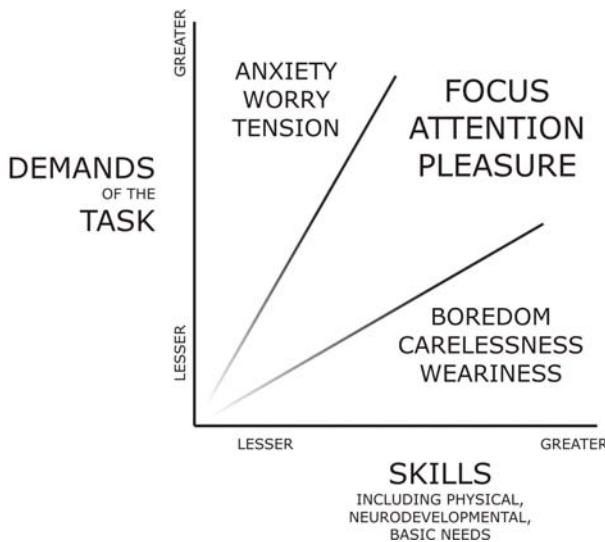 GREATER
ANXIETY
WORRY
TENSION
FOCUS
ATTENTION
PLEASURE
DEMANDS
OF THE
TASK
BOREDOM
CARELESSNESS
WEARINESS
LESSER
LESSER
GREATER
SKILLS
INCLUDING PHYSICAL,
NEURODEVELOPMENTAL,
BASIC NEEDS